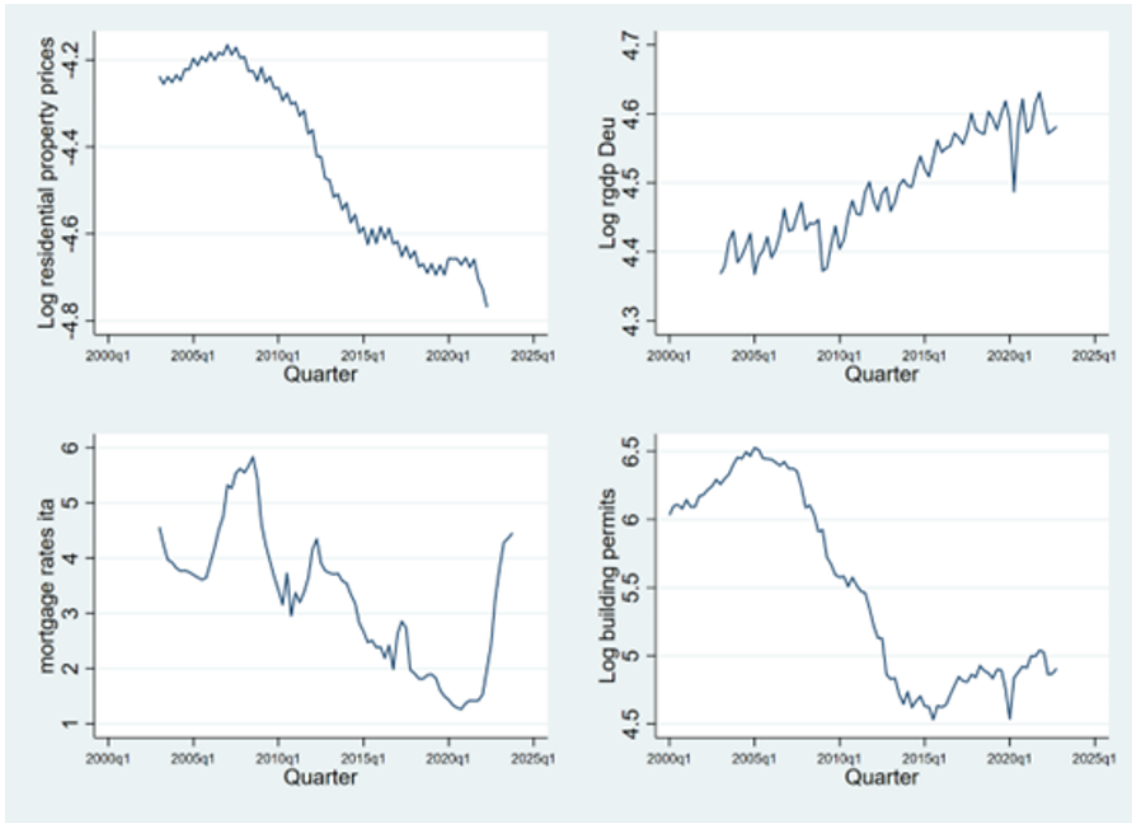 Log residential property prices
-4.2
-4.4
-4.6
-4.8
2000q1 2005q1 2010q1 2015q1 2020q1 2025q1
Quarter
Log rgdp Deu
4.7
4.6
4.5
4.4
4.3
2000q1 2005q1 2010q1 2015q1 2020q1 2025q1
Quarter
mortgage rates ita
6
5
4
3
2
1
2000q1 2005q1 2010q1 2015q1 2020q1 2025q1
Quarter
Log building permits
6.5
6
5.5
5
4.5
2000q1 2005q1 2010q1 2015q1 2020q1 2025q1
Quarter